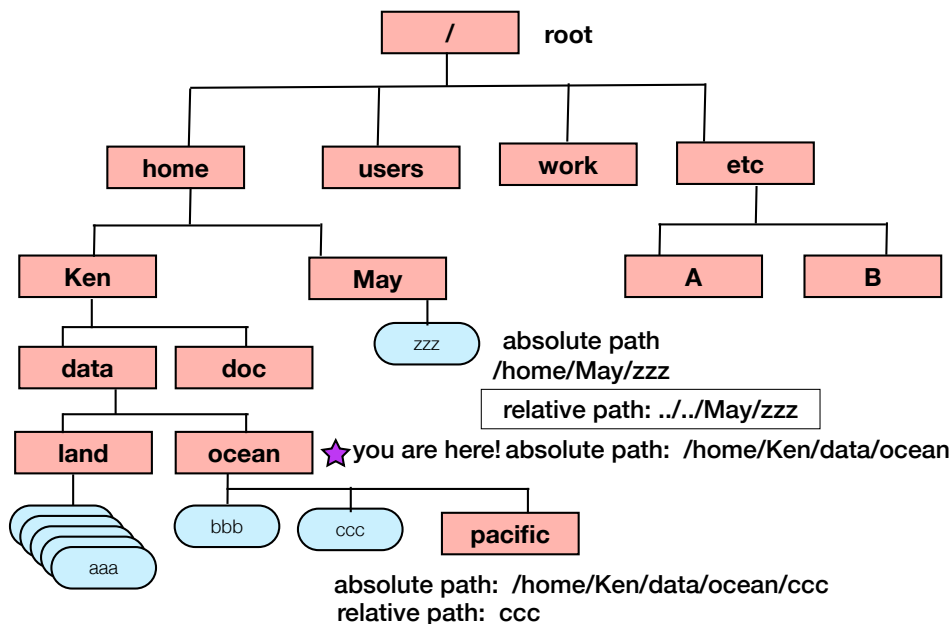 / root
home users work etc
Ken May A B
zzz absolute path
data doc /home/May/zzz
relative path: ../../May/zzz
land ocean you are here! absolute path: /home/Ken/data/ocean
bbb ccc pacific
aaa
absolute path: /home/Ken/data/ocean/ccc
relative path: ccc